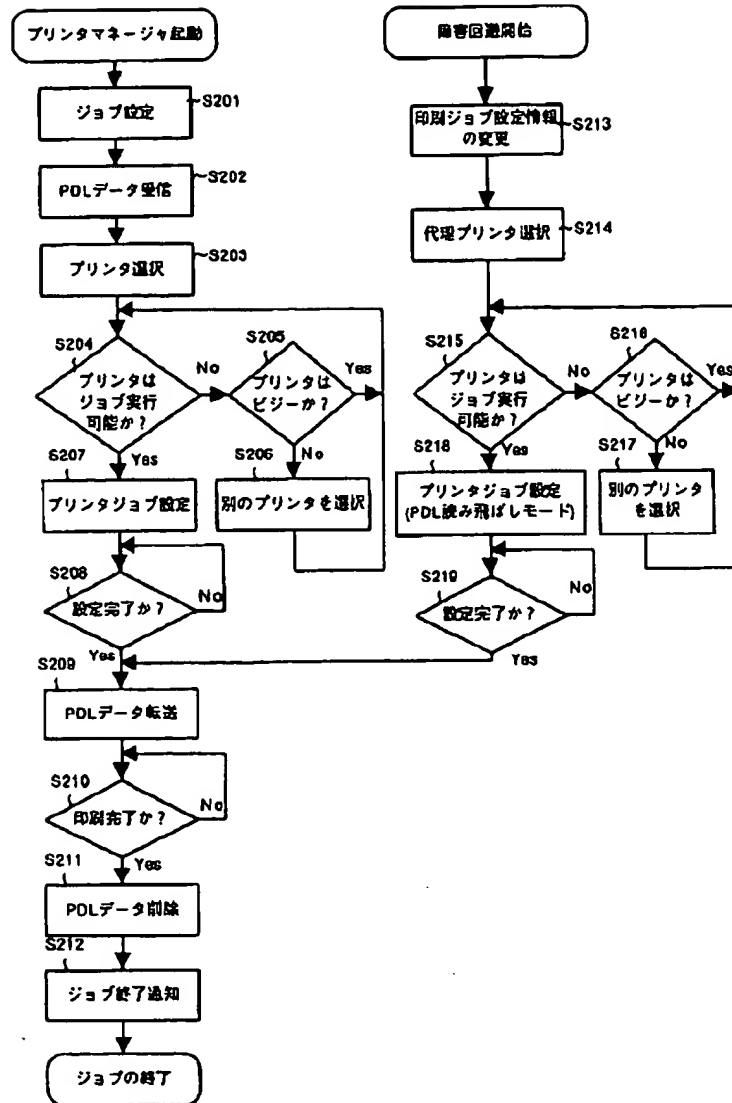 プリンタマネージャ起動
ジョブ設定
S201
PDLデータ受信
S202
プリンタ選択
S203
S204
プリンタは
ジョブ実行
可能か?
No
Yes
S205
プリンタは
ビジーか?
Yes
No
S206
別のプリンタを選択
S207
プリンタジョブ設定
S208
設定完了か?
No
Yes
S209
PDLデータ転送
S210
印刷完了か?
No
Yes
S211
PDLデータ削除
S212
ジョブ終了通知
ジョブの終了
障害回避開始
印刷ジョブ設定情報
の変更
S213
代理プリンタ選択
S214
S215
プリンタは
ジョブ実行
可能か?
No
Yes
S216
プリンタは
ビジーか?
Yes
No
S217
別のプリンタ
を選択
S218
プリンタジョブ設定
(PDL読み飛ばしモード)
S219
設定完了か?
No
Yes